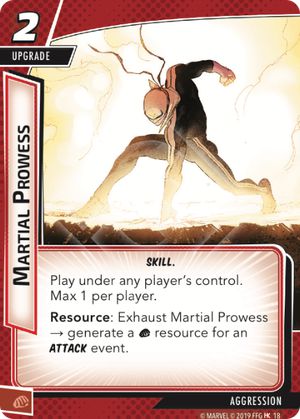 2
UPGRADE
MARTIAL PROWESS
SKILL.
Play under any player's control.
Max 1 per player.
Resource: Exhaust Martial Prowess
→ generate a resource for an
ATTACK event.
AGGRESSION
© MARVEL © 2019 FFG 18